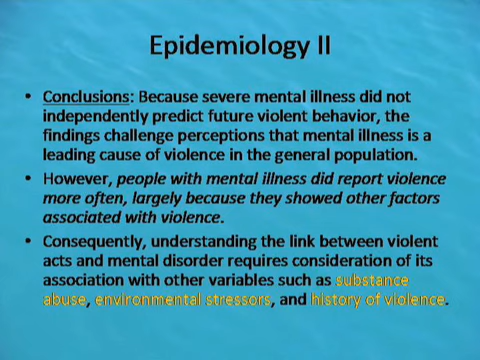 Epidemiology II
• Conclusions: Because severe mental illness did not
independently predict future violent behavior, the
findings challenge perceptions that mental illness is a
leading cause of violence in the general population.
• However, people with mental illness did report violence
more often, largely because they showed other factors
associated with violence.
• Consequently, understanding the link between violent
acts and mental disorder requires consideration of its
association with other variables such as substance
abuse, environmental stressors, and history of violence.